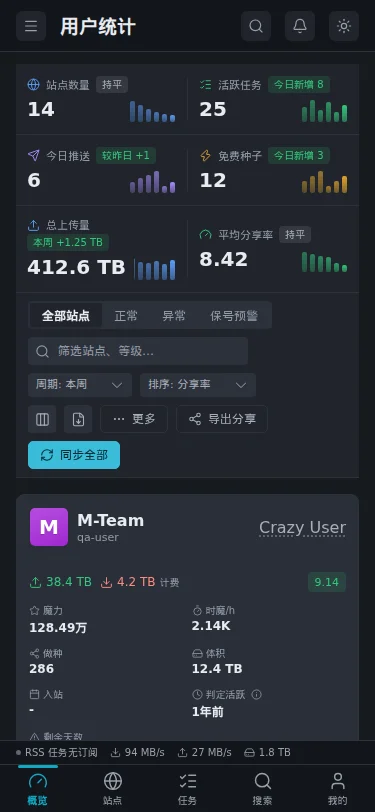 用户统计
站点数量 持平
14
活跃任务 今日新增 8
25
今日推送 较昨日 +1
6
免费种子 今日新增 3
12
总上传量
本周 +1.25 TB
412.6 TB
平均分享率 持平
8.42
全部站点 正常 异常 保号预警
筛选站点、等级...
周期: 本周 排序: 分享率
更多 导出分享
同步全部
M
M-Team
qa-user
Crazy User
38.4 TB 4.2 TB 计费 9.14
魔力 时魔/h
128.49万 2.14K
做种 体积
286 12.4 TB
入站 判定活跃
- 1年前
剩余天数
RSS 任务无订阅 94 MB/s 27 MB/s 1.8 TB
概览 站点 任务 搜索 我的